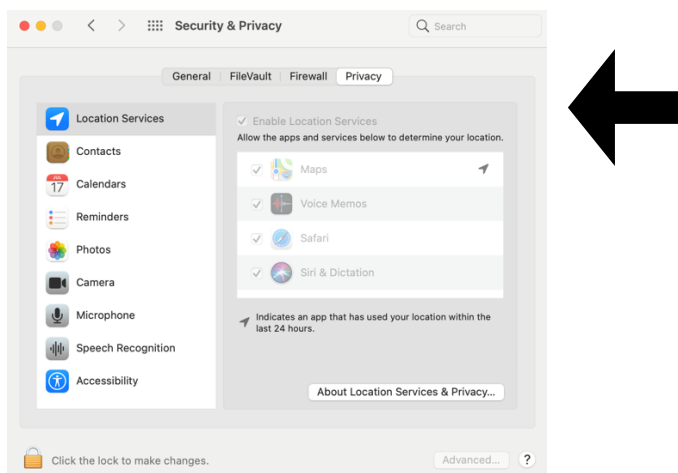 Security & Privacy
Search
General
FileVault
Firewall
Privacy
Location Services
Contacts
JUL
17
Calendars
Reminders
Photos
Camera
Microphone
Speech Recognition
Accessibility
Enable Location Services
Allow the apps and services below to determine your location.
Maps
Voice Memos
Safari
Siri & Dictation
Indicates an app that has used your location within the
last 24 hours.
About Location Services & Privacy...
Click the lock to make changes.
Advanced...
?